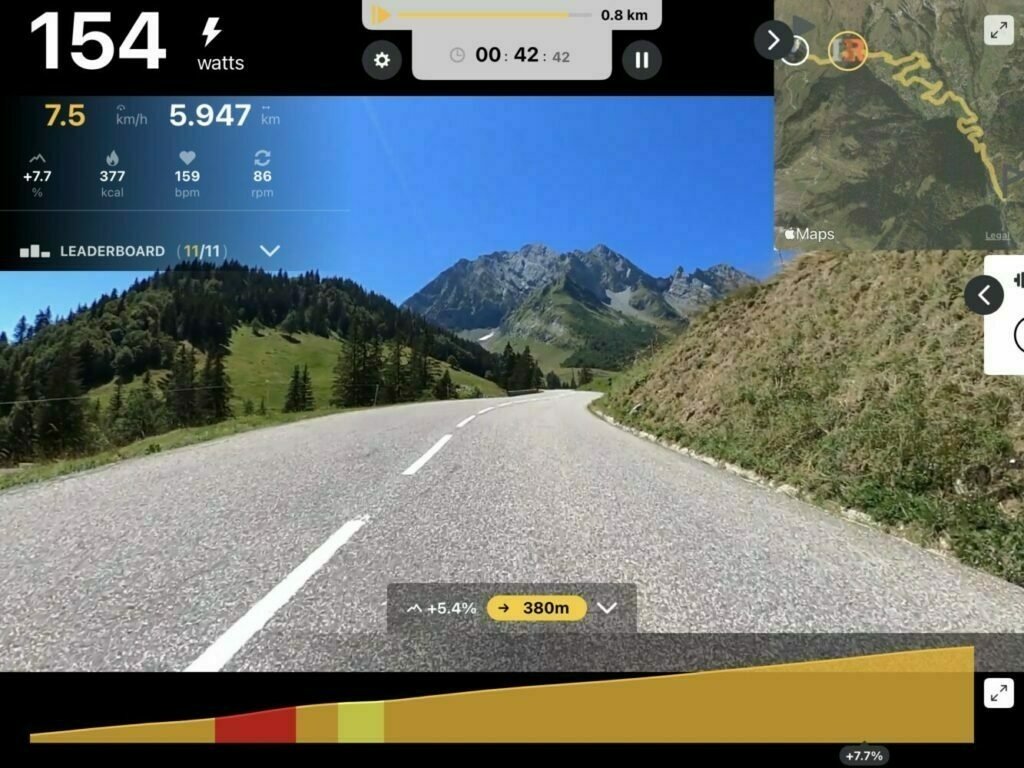 154 watts
0.8 km
00:42:42
7.5 km/h 5.947 km
+7.7 377 159 86
% kcal bpm rpm
LEADERBOARD (11/11)
Maps
Legal
+5.4% → 380m
+7.7%